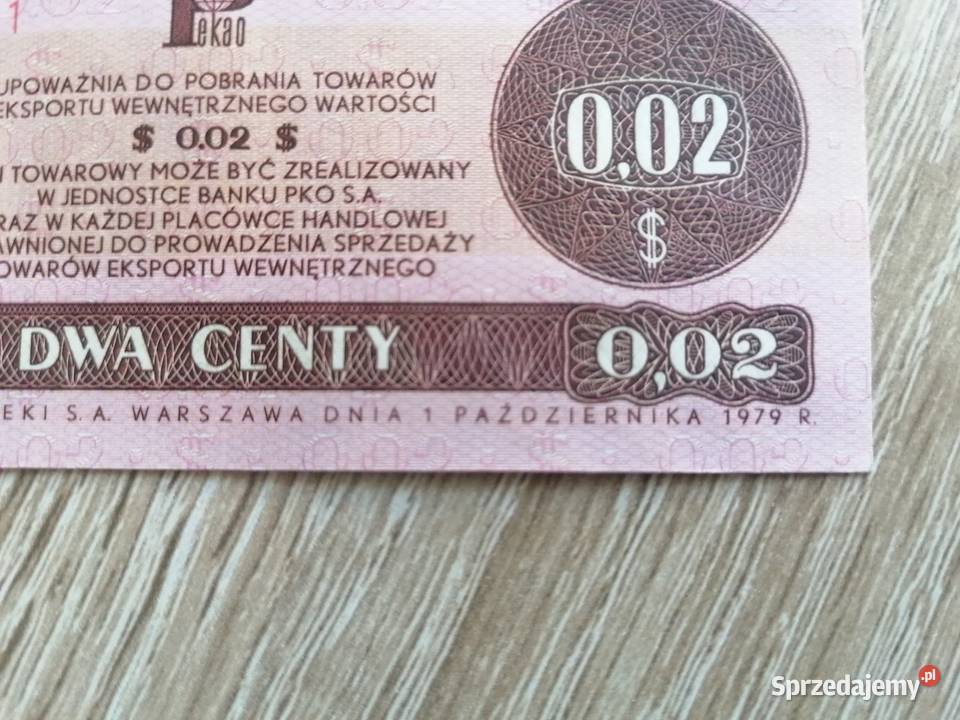 1
Pekao
UPOWAŻNIA DO POBRANIA TOWARÓW
EKSPORTU WEWNĘTRZNEGO WARTOŚCI
$ 0.02 $
N TOWAROWY MOŻE BYĆ ZREALIZOWANY
W JEDNOSTCE BANKU PKO S.A.
RAZ W KAŻDEJ PLACÓWCE HANDLOWEJ
AWNIONEJ DO PROWADZENIA SPRZEDAŻY
OWARÓW EKSPORTU WEWNĘTRZNEGO
0,02
$
DWA CENTY
0,02
EKI S.A. WARSZAWA DNIA 1 PAŹDZIERNIKA 1979 R.
Sprzedajemy.pl